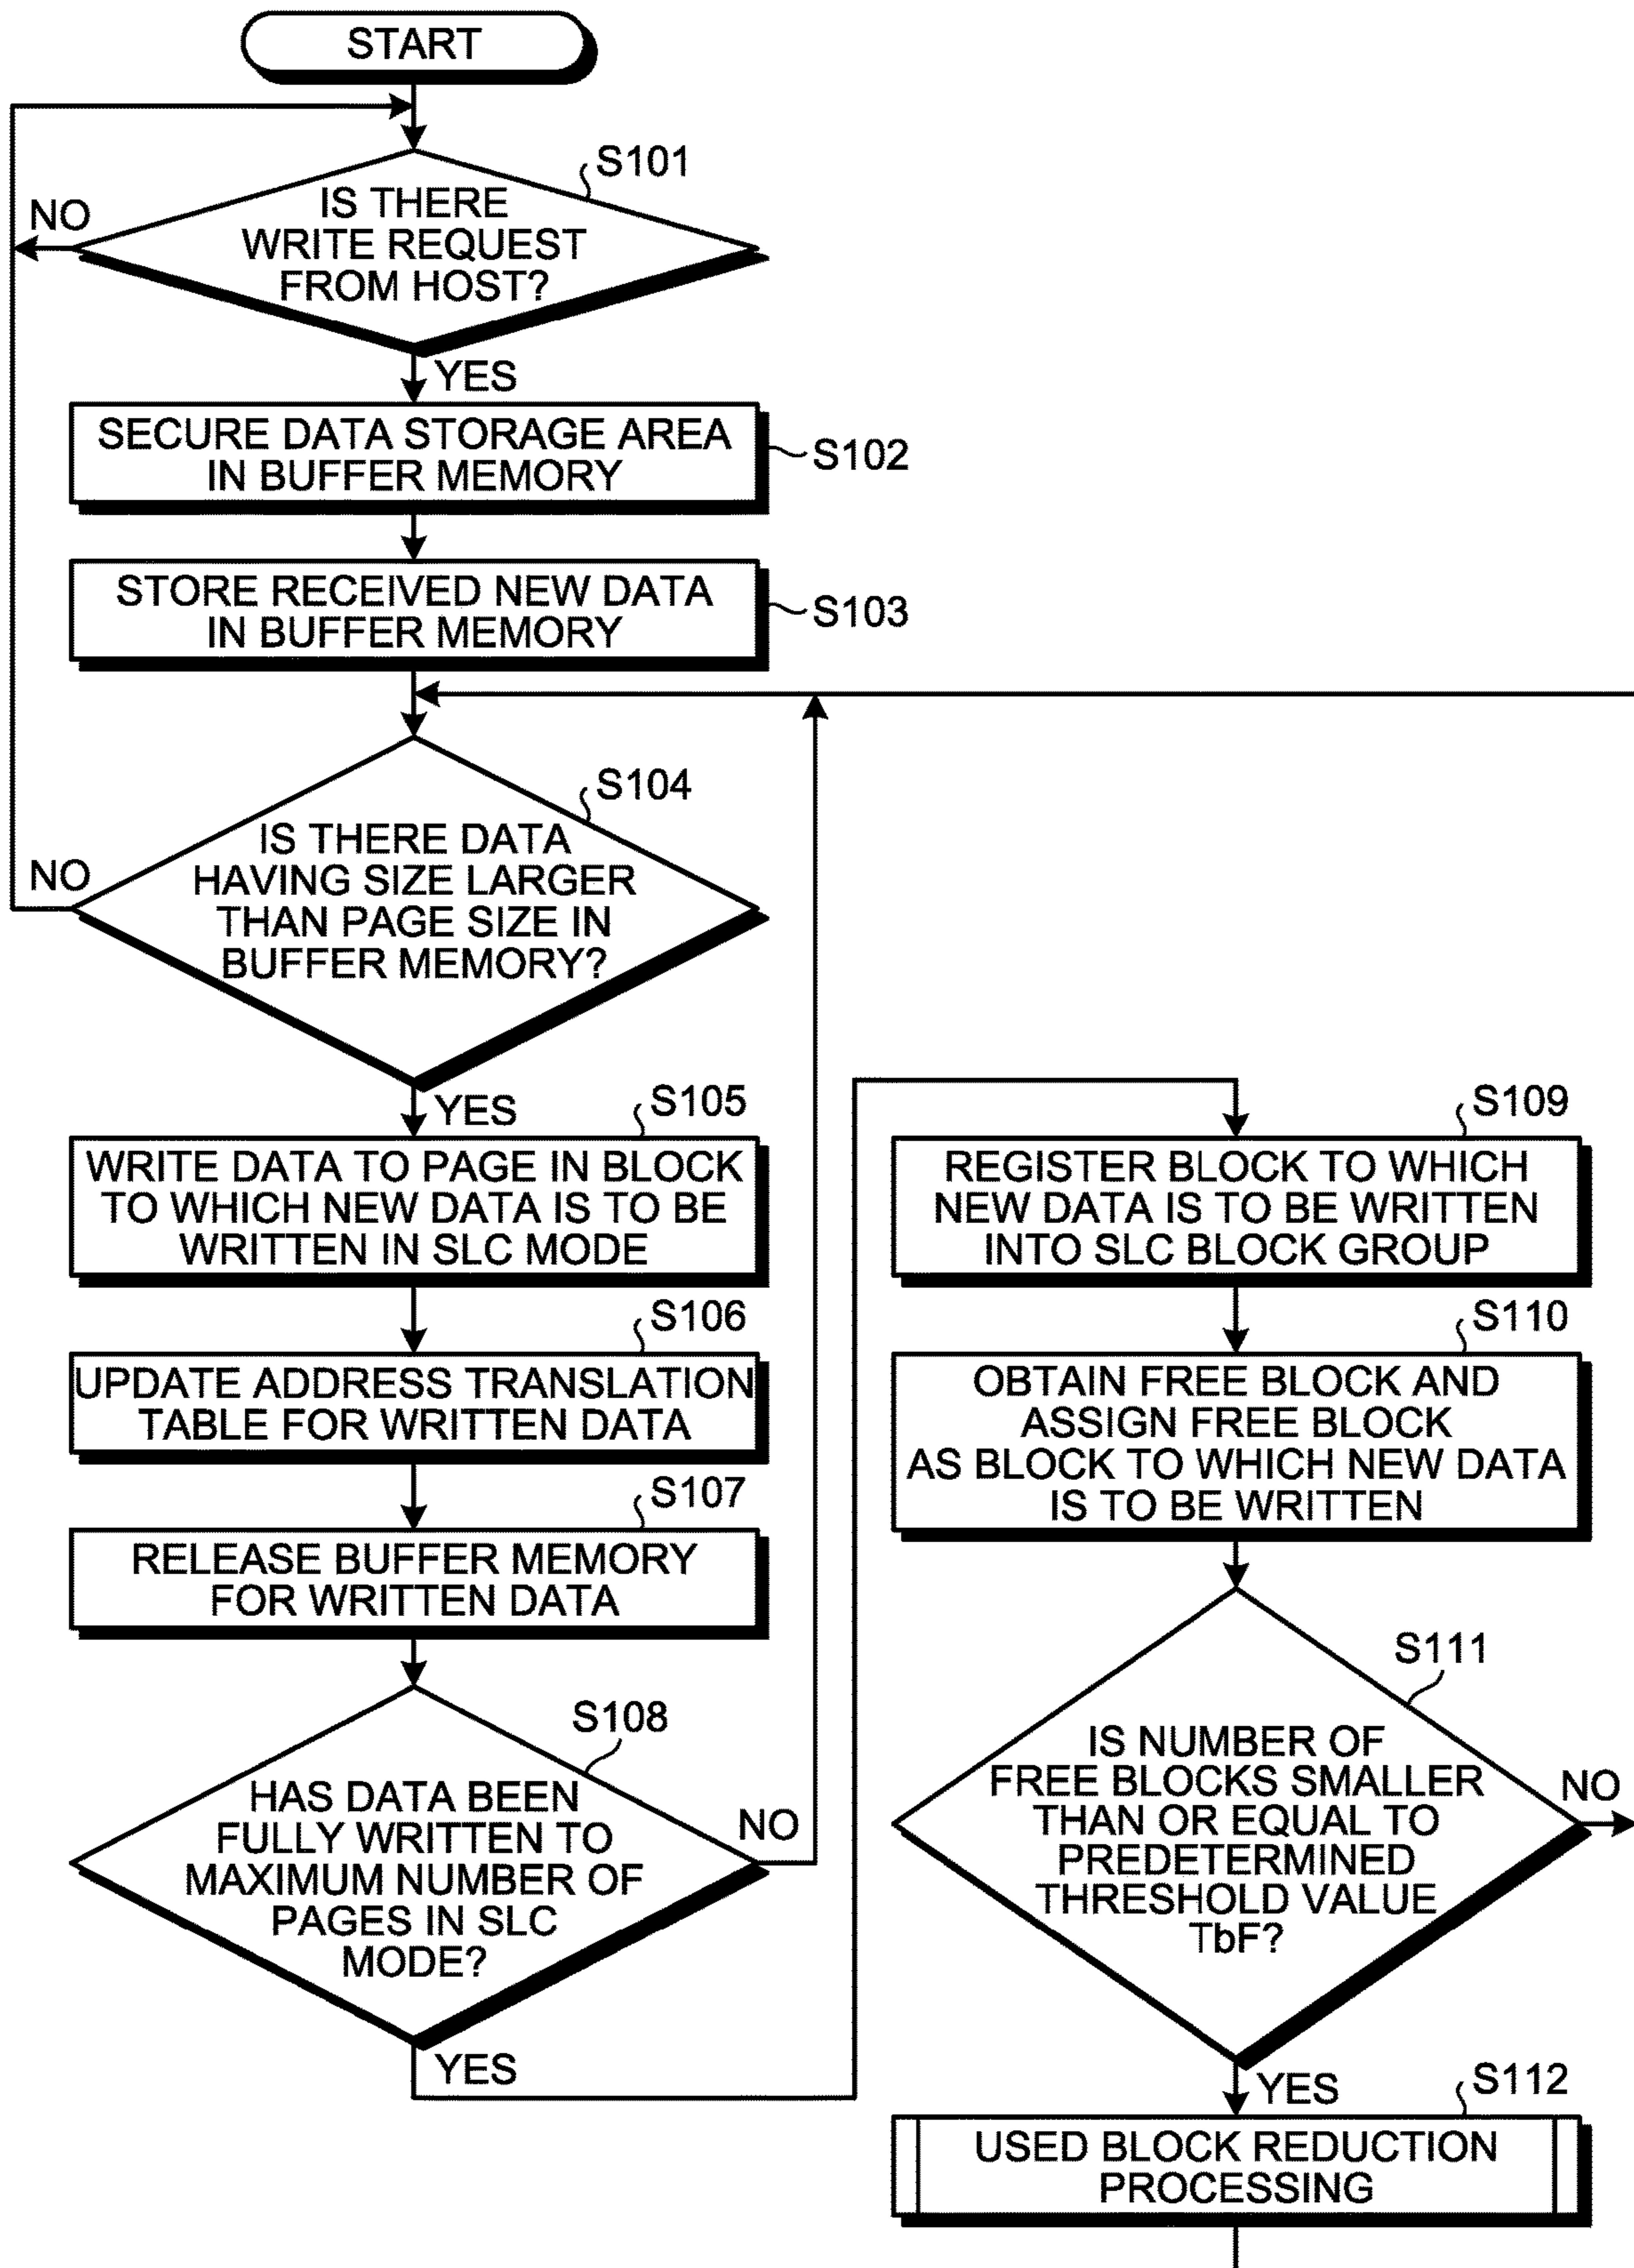 START
S101
IS THERE
WRITE REQUEST
FROM HOST?
NO
YES
SECURE DATA STORAGE AREA
IN BUFFER MEMORY
S102
STORE RECEIVED NEW DATA
IN BUFFER MEMORY
S103
S104
IS THERE DATA
HAVING SIZE LARGER
THAN PAGE SIZE IN
BUFFER MEMORY?
NO
YES
S105
WRITE DATA TO PAGE IN BLOCK
TO WHICH NEW DATA IS TO BE
WRITTEN IN SLC MODE
S106
UPDATE ADDRESS TRANSLATION
TABLE FOR WRITTEN DATA
S107
RELEASE BUFFER MEMORY
FOR WRITTEN DATA
S108
HAS DATA BEEN
FULLY WRITTEN TO
MAXIMUM NUMBER OF
PAGES IN SLC
MODE?
NO
YES
S109
REGISTER BLOCK TO WHICH
NEW DATA IS TO BE WRITTEN
INTO SLC BLOCK GROUP
S110
OBTAIN FREE BLOCK AND
ASSIGN FREE BLOCK
AS BLOCK TO WHICH NEW DATA
IS TO BE WRITTEN
S111
IS NUMBER OF
FREE BLOCKS SMALLER
THAN OR EQUAL TO
PREDETERMINED
THRESHOLD VALUE
TbF?
NO
YES
S112
USED BLOCK REDUCTION
PROCESSING